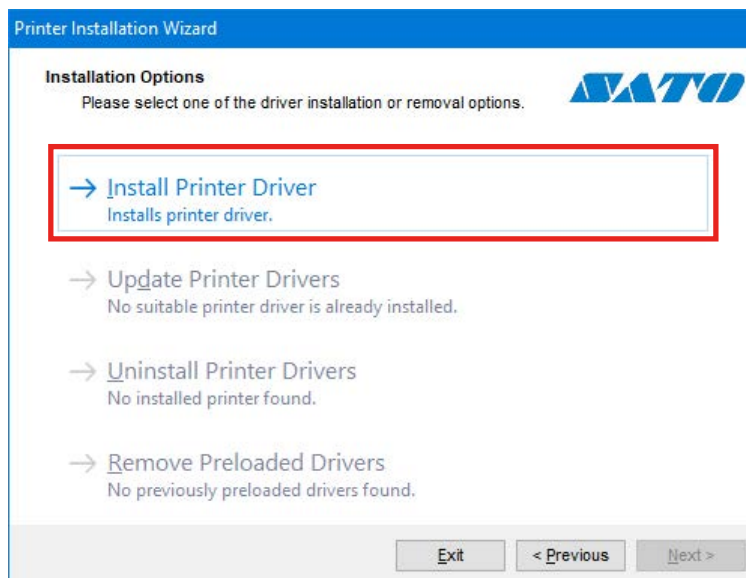 Printer Installation Wizard
Installation Options
Please select one of the driver installation or removal options.
SATO
Install Printer Driver
Installs printer driver.
Update Printer Drivers
No suitable printer driver is already installed.
Uninstall Printer Drivers
No installed printer found.
Remove Preloaded Drivers
No previously preloaded drivers found.
Exit
< Previous
Next >